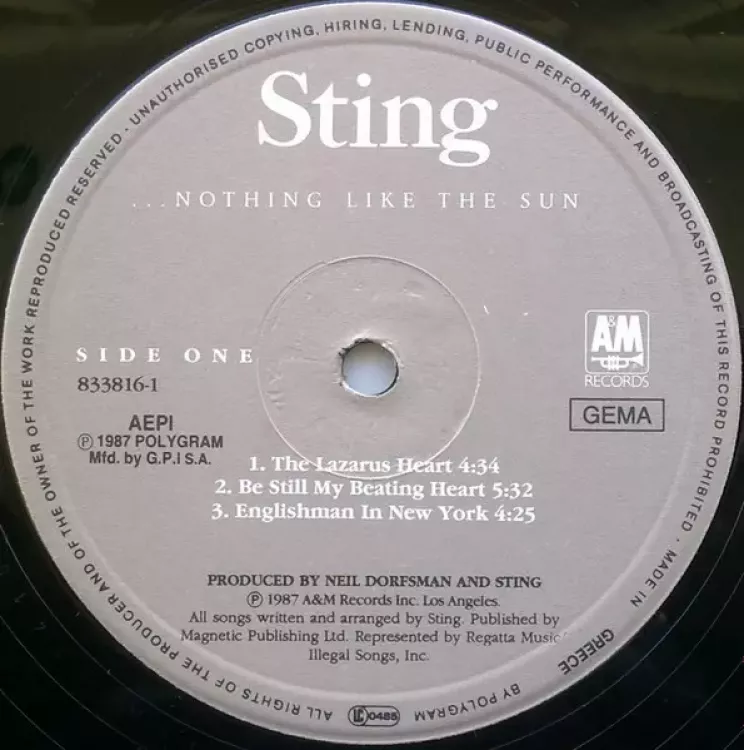 ALL RIGHTS OF THE PRODUCER AND OF THE OWNER OF THE WORK REPRODUCED RESERVED · UNAUTHORISED COPYING, HIRING, LENDING, PUBLIC PERFORMANCE AND BROADCASTING OF THIS RECORD PROHIBITED · MADE IN GREECE BY POLYGRAM
Sting
...NOTHING LIKE THE SUN
A&M
RECORDS
SIDE ONE
833816-1
GEMA
AEPI
Ⓟ 1987 POLYGRAM
Mfd. by G.P.I S.A.
1. The Lazarus Heart 4:34
2. Be Still My Beating Heart 5:32
3. Englishman In New York 4:25
PRODUCED BY NEIL DORFSMAN AND STING
Ⓟ 1987 A&M Records Inc. Los Angeles.
All songs written and arranged by Sting. Published by
Magnetic Publishing Ltd. Represented by Regatta Music/
Illegal Songs, Inc.
LC 0485